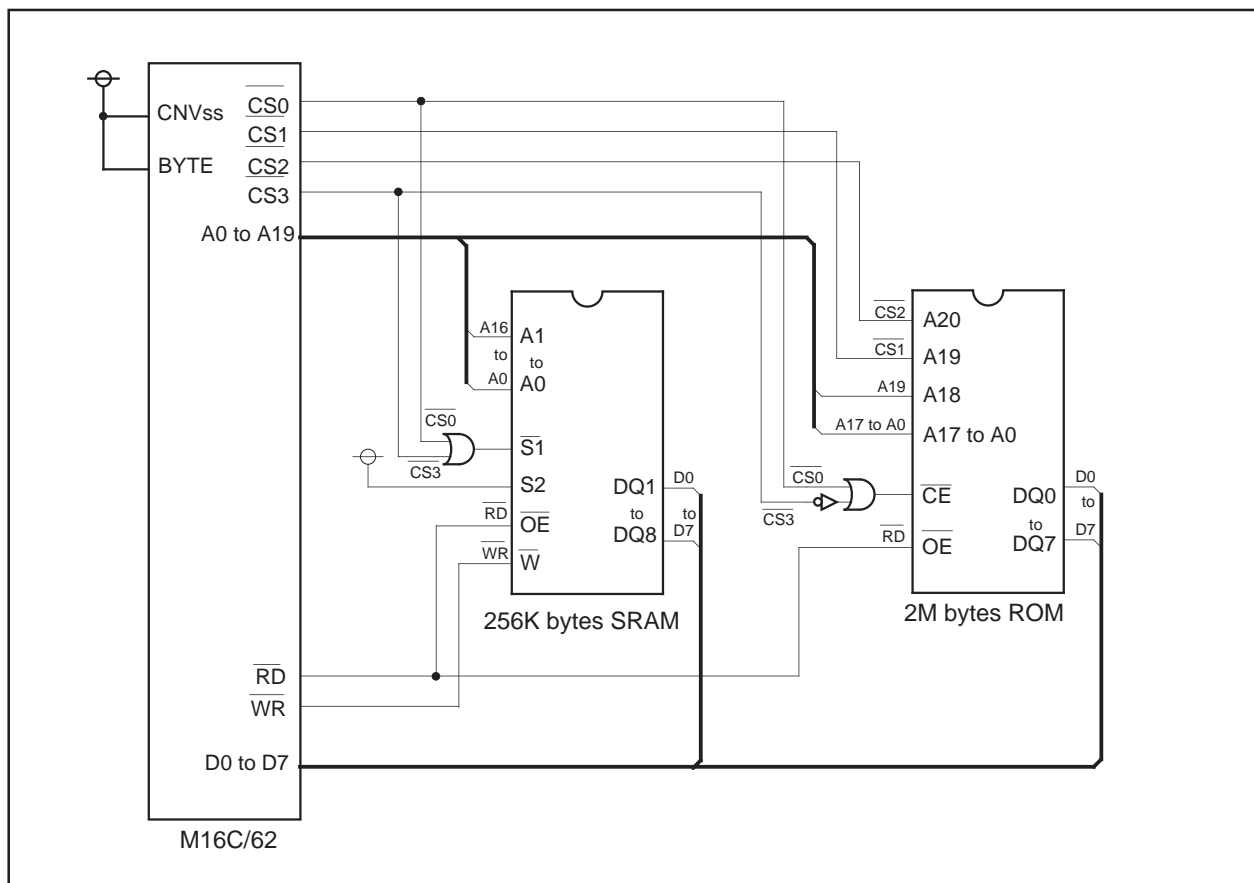 CNVss
BYTE
CS0
CS1
CS2
CS3
A0 to A19
RD
WR
D0 to D7
M16C/62
A16
to
A0
CS0
CS3
RD
WR
A1
to
A0
S1
S2
OE
W
DQ1
to
DQ8
D0
to
D7
256K bytes SRAM
CS2
CS1
A19
A17 to A0
CS0
CS3
RD
A20
A19
A18
A17 to A0
CE
OE
DQ0
to
DQ7
D0
to
D7
2M bytes ROM